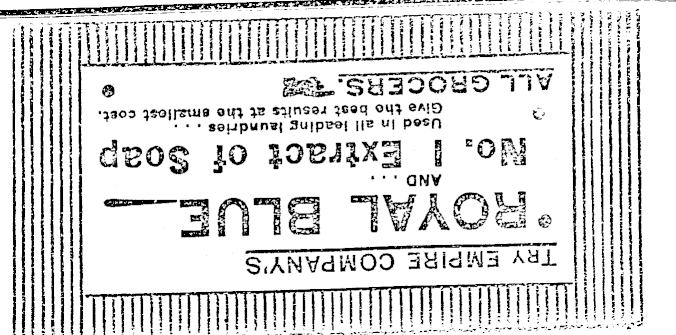 TRY EMPIRE COMPANY'S
ROYAL BLUE
AND ...
No. 1 Extract of Soap
Used in all leading laundries ...
Give the best results at the smallest cost.
ALL GROCERS.